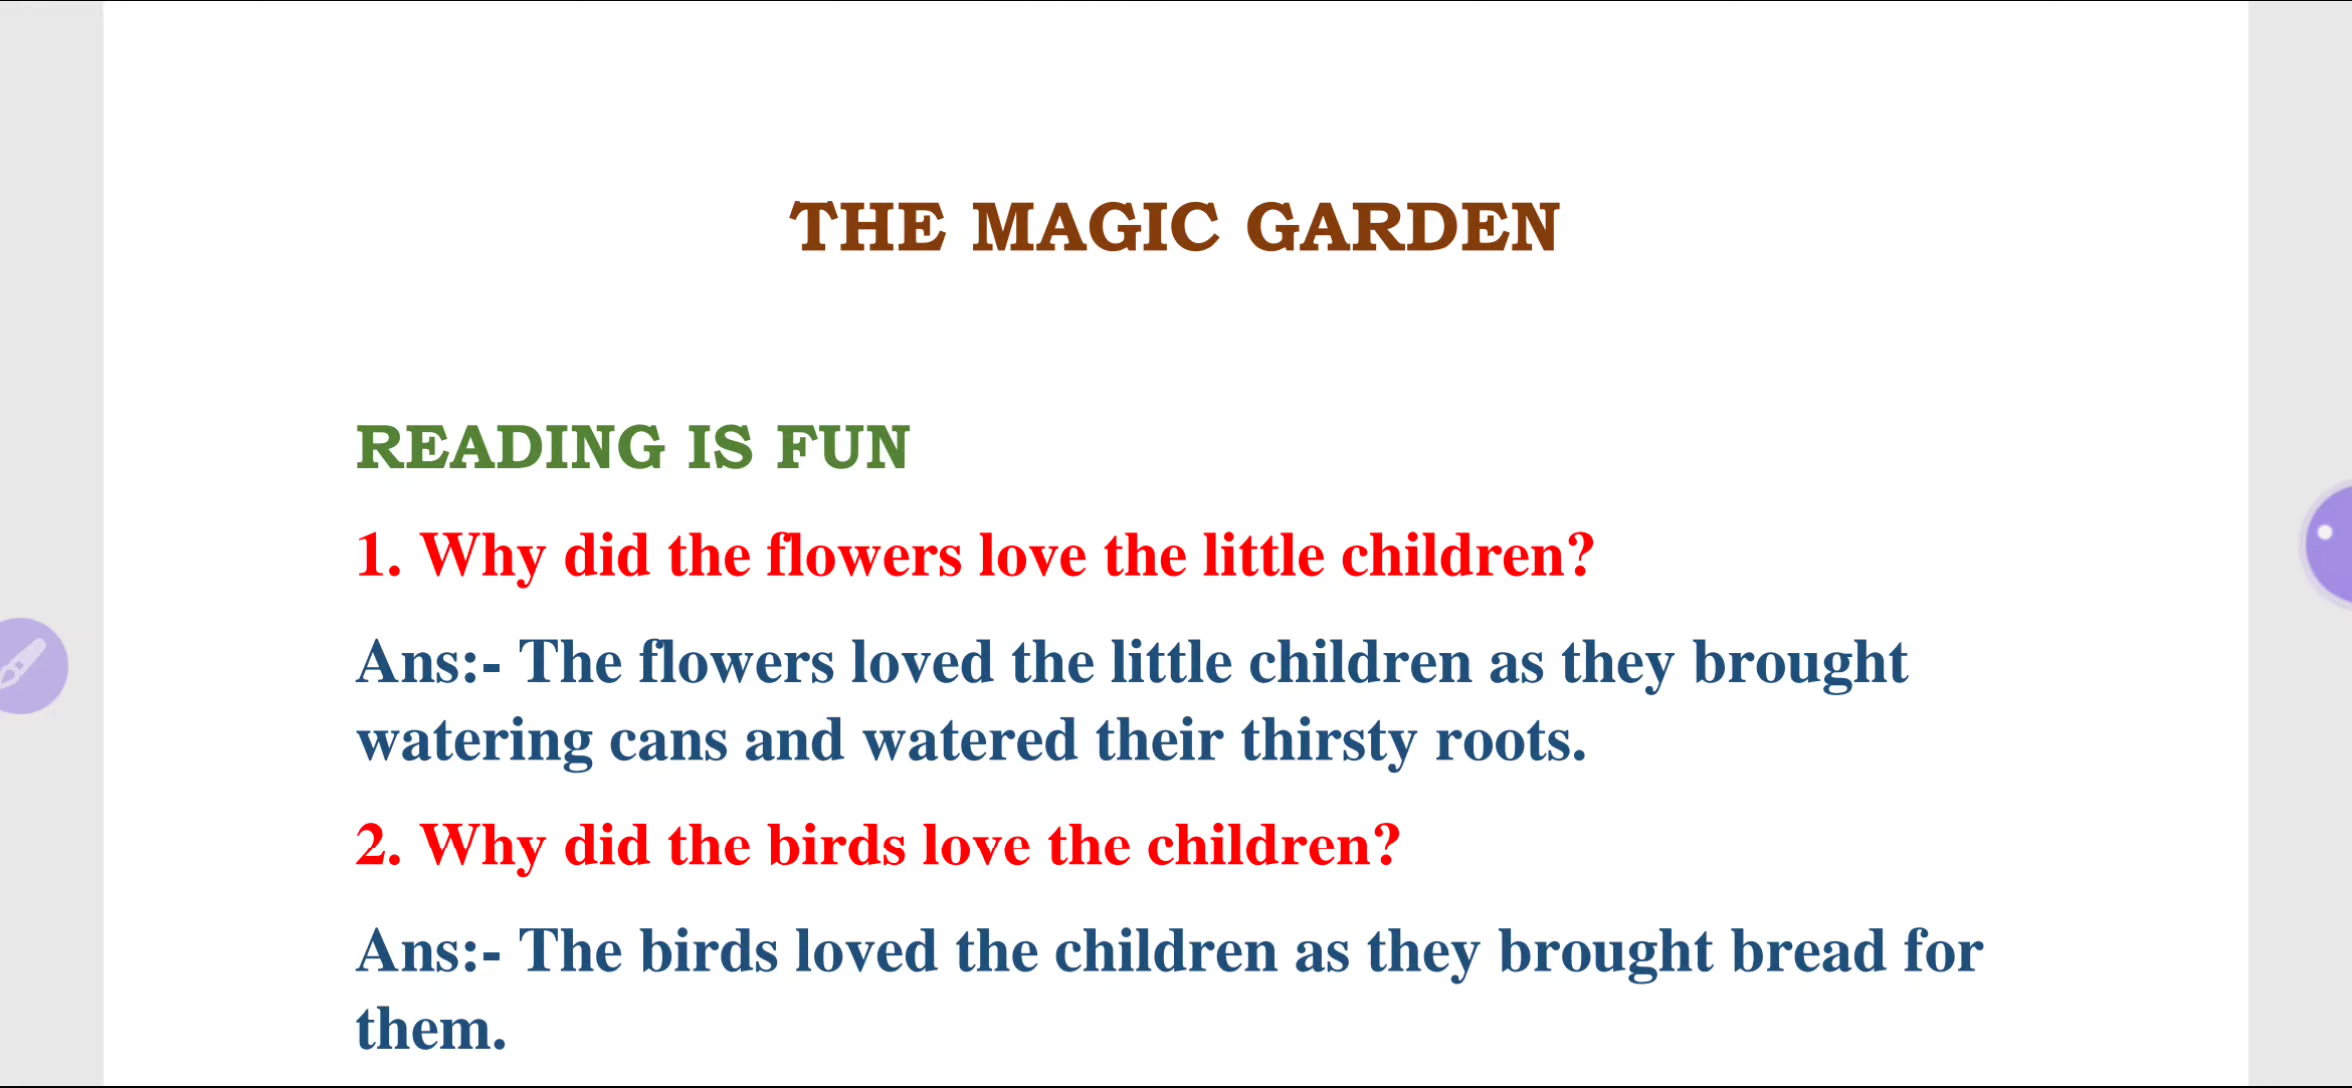 THE MAGIC GARDEN
READING IS FUN
1. Why did the flowers love the little children?
Ans:- The flowers loved the little children as they brought
watering cans and watered their thirsty roots.
2. Why did the birds love the children?
Ans:- The birds loved the children as they brought bread for
them.